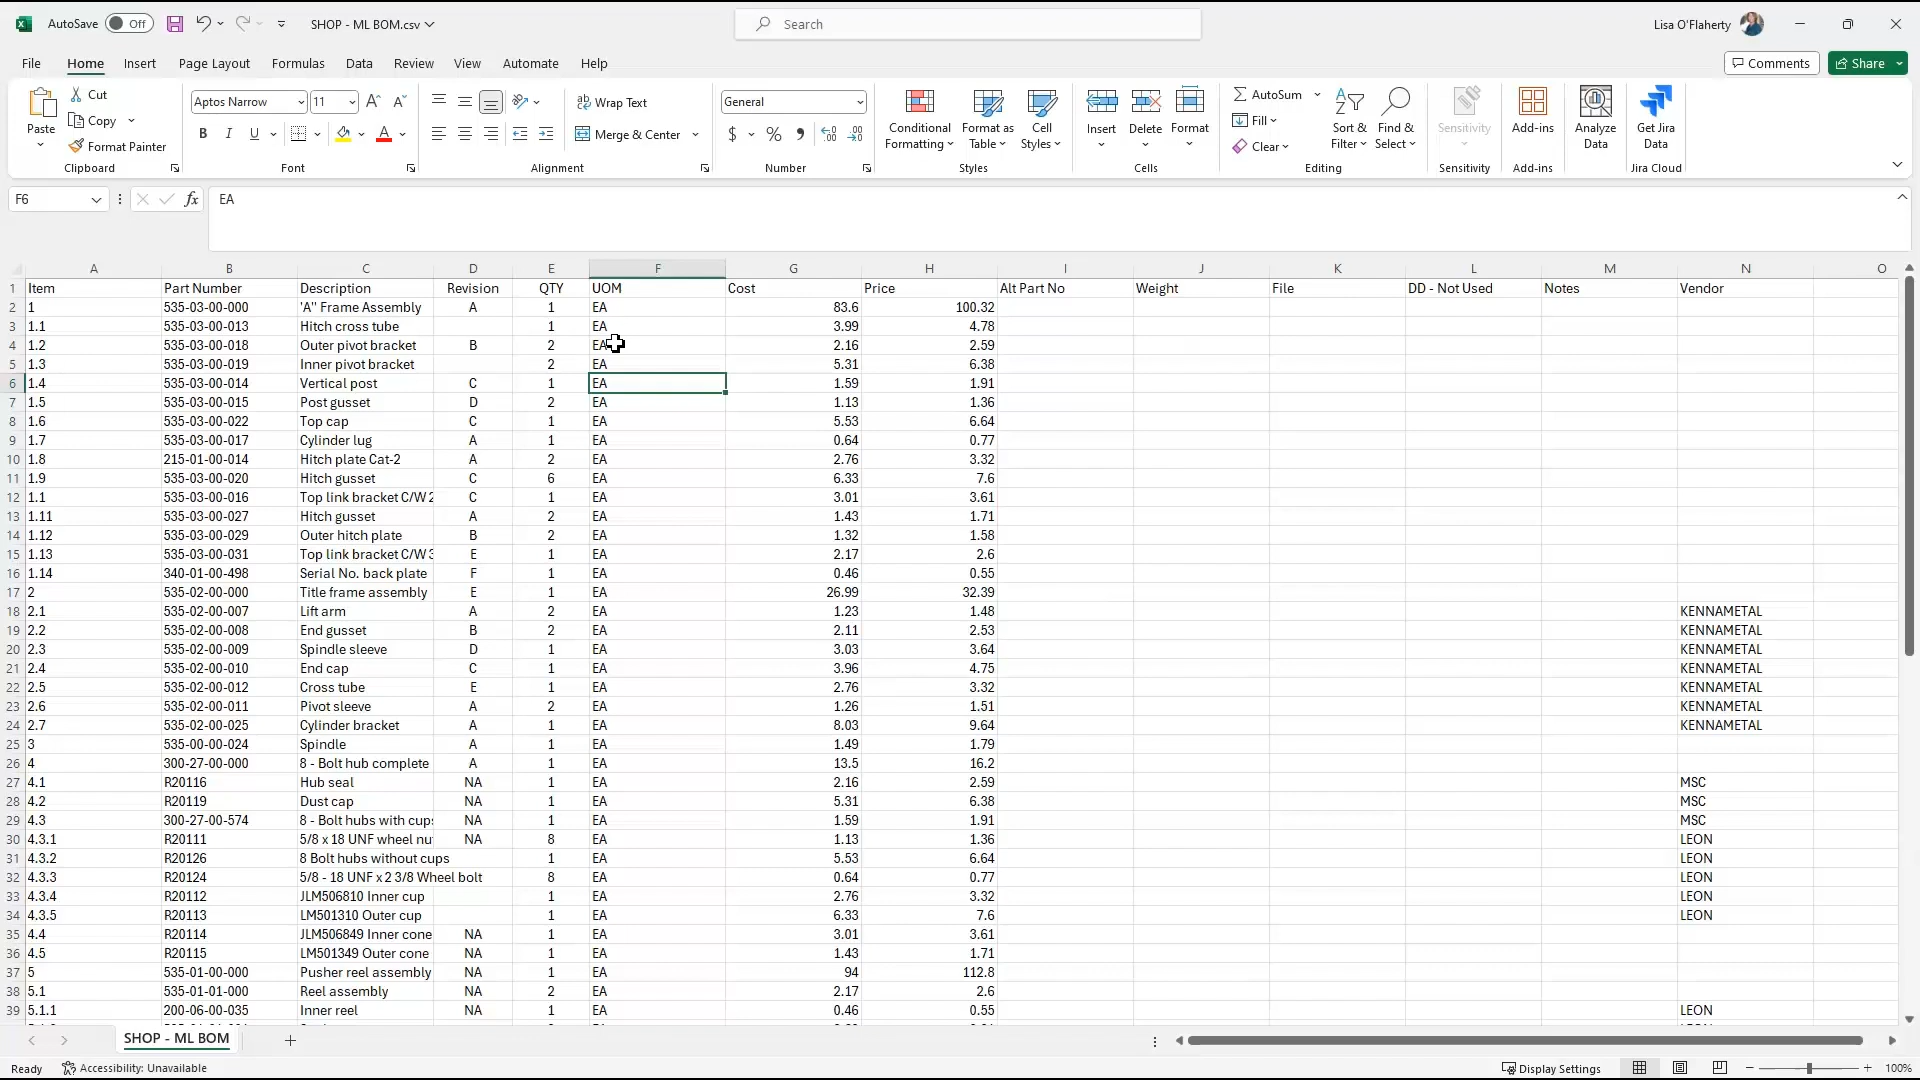 AutoSave Off SHOP - ML BOM.csv Search Lisa O'Flaherty
File Home Insert Page Layout Formulas Data Review View Automate Help Comments Share
Paste Cut Copy Format Painter Clipboard
Aptos Narrow 11 B I U A Font
Wrap Text Merge & Center Alignment
General $ % Number
Conditional Formatting Format as Table Cell Styles Styles
Insert Delete Format Cells
AutoSum Fill Clear Sort & Filter Find & Select Editing
Sensitivity Sensitivity
Add-ins Add-ins
Analyze Data
Get Jira Data Jira Cloud
F6 fx EA
A B C D E F G H I J K L M N O
1 Item Part Number Description Revision QTY UOM Cost Price Alt Part No Weight File DD - Not Used Notes Vendor
2 1 535-03-00-000 'A" Frame Assembly A 1 EA 83.6 100.32
3 1.1 535-03-00-013 Hitch cross tube 1 EA 3.99 4.78
4 1.2 535-03-00-018 Outer pivot bracket B 2 EA 2.16 2.59
5 1.3 535-03-00-019 Inner pivot bracket 2 EA 5.31 6.38
6 1.4 535-03-00-014 Vertical post C 1 EA 1.59 1.91
7 1.5 535-03-00-015 Post gusset D 2 EA 1.13 1.36
8 1.6 535-03-00-022 Top cap C 1 EA 5.53 6.64
9 1.7 535-03-00-017 Cylinder lug A 1 EA 0.64 0.77
10 1.8 215-01-00-014 Hitch plate Cat-2 A 2 EA 2.76 3.32
11 1.9 535-03-00-020 Hitch gusset C 6 EA 6.33 7.6
12 1.1 535-03-00-016 Top link bracket C/W 2 C 1 EA 3.01 3.61
13 1.11 535-03-00-027 Hitch gusset A 2 EA 1.43 1.71
14 1.12 535-03-00-029 Outer hitch plate B 2 EA 1.32 1.58
15 1.13 535-03-00-031 Top link bracket C/W 3 E 1 EA 2.17 2.6
16 1.14 340-01-00-498 Serial No. back plate F 1 EA 0.46 0.55
17 2 535-02-00-000 Title frame assembly E 1 EA 26.99 32.39
18 2.1 535-02-00-007 Lift arm A 2 EA 1.23 1.48 KENNAMETAL
19 2.2 535-02-00-008 End gusset B 2 EA 2.11 2.53 KENNAMETAL
20 2.3 535-02-00-009 Spindle sleeve D 1 EA 3.03 3.64 KENNAMETAL
21 2.4 535-02-00-010 End cap C 1 EA 3.96 4.75 KENNAMETAL
22 2.5 535-02-00-012 Cross tube E 1 EA 2.76 3.32 KENNAMETAL
23 2.6 535-02-00-011 Pivot sleeve A 2 EA 1.26 1.51 KENNAMETAL
24 2.7 535-02-00-025 Cylinder bracket A 1 EA 8.03 9.64 KENNAMETAL
25 3 535-00-00-024 Spindle A 1 EA 1.49 1.79
26 4 300-27-00-000 8 - Bolt hub complete A 1 EA 13.5 16.2
27 4.1 R20116 Hub seal NA 1 EA 2.16 2.59 MSC
28 4.2 R20119 Dust cap NA 1 EA 5.31 6.38 MSC
29 4.3 300-27-00-574 8 - Bolt hubs with cups NA 1 EA 1.59 1.91 MSC
30 4.3.1 R20111 5/8 x 18 UNF wheel nu NA 8 EA 1.13 1.36 LEON
31 4.3.2 R20126 8 Bolt hubs without cups 1 EA 5.53 6.64 LEON
32 4.3.3 R20124 5/8 - 18 UNF x 2 3/8 Wheel bolt 8 EA 0.64 0.77 LEON
33 4.3.4 R20112 JLM506810 Inner cup 1 EA 2.76 3.32 LEON
34 4.3.5 R20113 LM501310 Outer cup 1 EA 6.33 7.6 LEON
35 4.4 R20114 JLM506849 Inner cone NA 1 EA 3.01 3.61
36 4.5 R20115 LM501349 Outer cone NA 1 EA 1.43 1.71
37 5 535-01-00-000 Pusher reel assembly NA 1 EA 94 112.8
38 5.1 535-01-01-000 Reel assembly NA 2 EA 2.17 2.6
39 5.1.1 200-06-00-035 Inner reel NA 1 EA 0.46 0.55 LEON
SHOP - ML BOM
Ready Accessibility: Unavailable Display Settings 100%